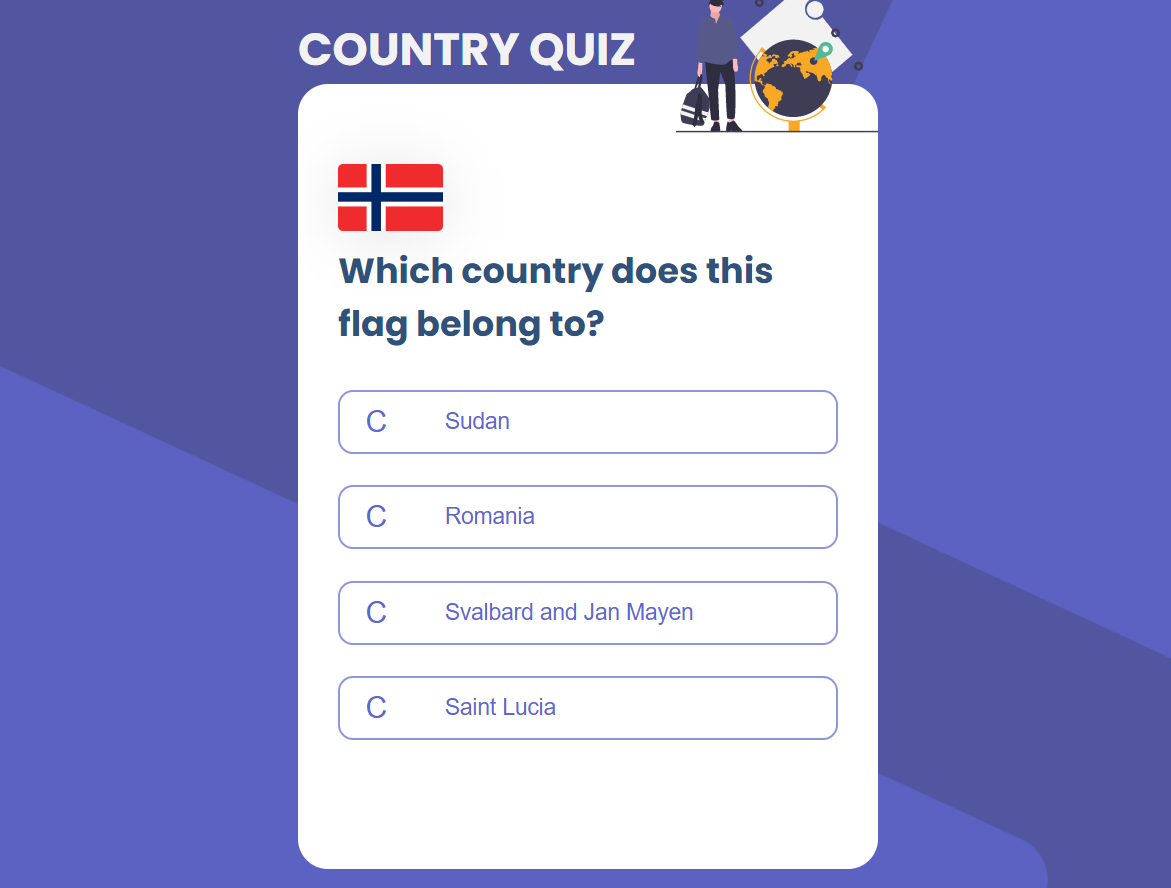 COUNTRY QUIZ
Which country does this
flag belong to?
C Sudan
C Romania
C Svalbard and Jan Mayen
C Saint Lucia